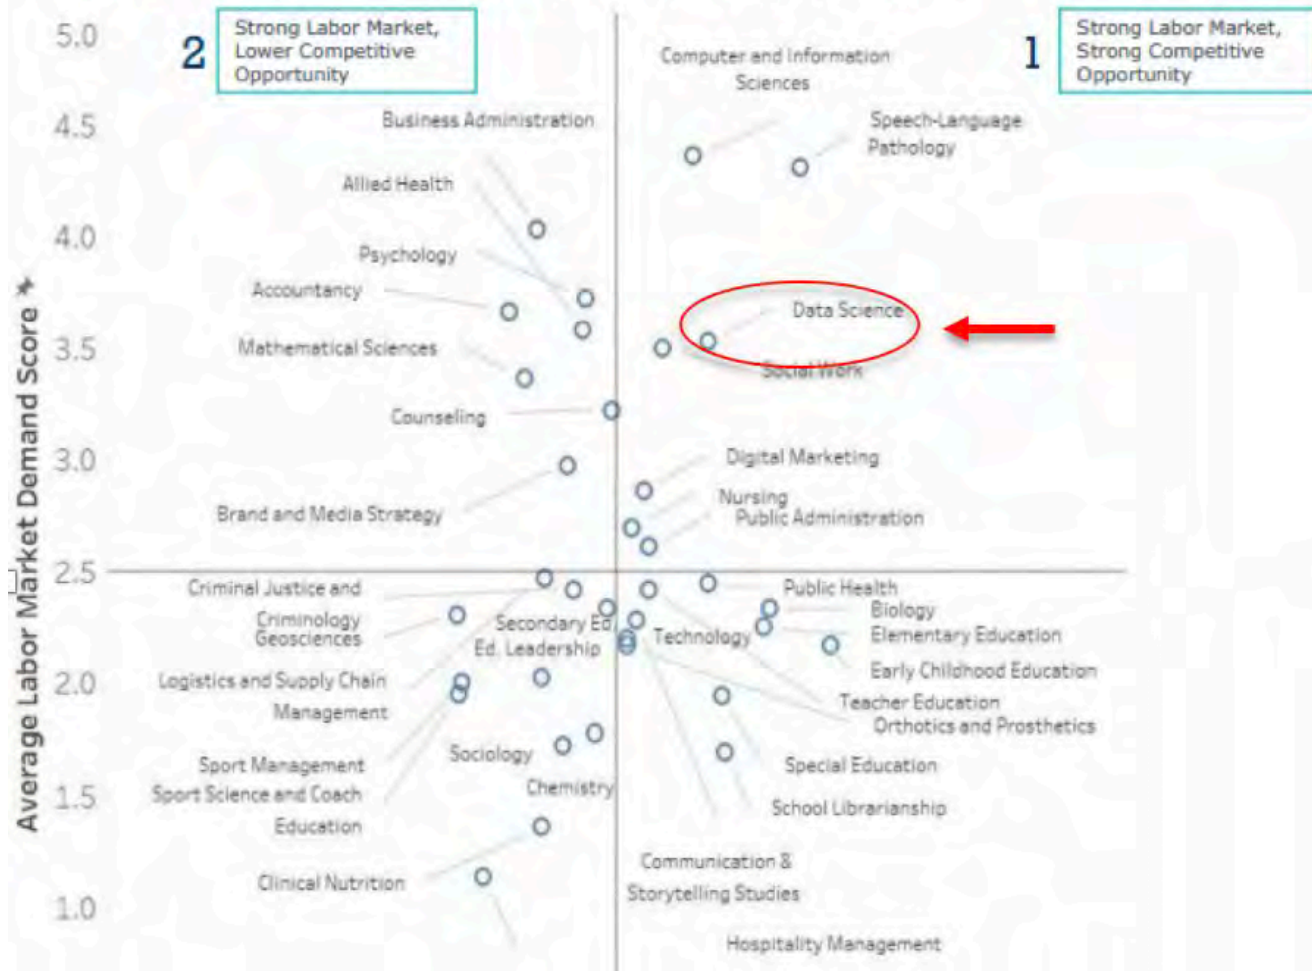 5.0
2
Strong Labor Market,
Lower Competitive
Opportunity
1
Strong Labor Market,
Strong Competitive
Opportunity
Computer and Information
Sciences
4.5
Business Administration
Speech-Language
Pathology
Allied Health
4.0
Psychology
Accountancy
Data Science
3.5
Mathematical Sciences
Social Work
Counseling
3.0
Digital Marketing
Nursing
Brand and Media Strategy
Public Administration
Average Labor Market Demand Score
2.5
Criminal Justice and
Criminology
Public Health
Biology
Secondary Ed
Technology
Elementary Education
Geosciences
Ed. Leadership
Early Childhood Education
Logistics and Supply Chain
Management
2.0
Teacher Education
Orthotics and Prosthetics
Sociology
Sport Management
Special Education
Chemistry
Sport Science and Coach
Education
1.5
School Librarianship
Communication &
Storytelling Studies
Clinical Nutrition
1.0
Hospitality Management